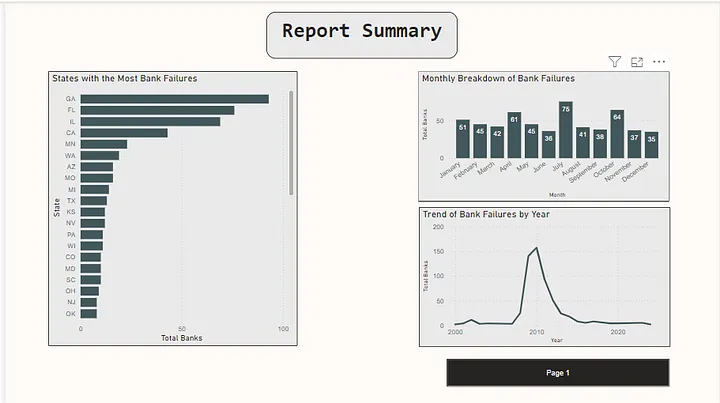 Report Summary
States with the Most Bank Failures
GA
FL
IL
CA
MN
WA
AZ
MO
MI
TX
KS
NV
PA
WI
CO
MD
SC
OH
NJ
OK
State
0
50
100
Total Banks
Monthly Breakdown of Bank Failures
Total Banks
50
0
51
45
42
61
45
36
75
41
38
64
37
35
January
February
March
April
May
June
July
August
September
October
November
December
Month
Trend of Bank Failures by Year
Total Banks
200
150
100
50
0
2000
2010
2020
Year
Page 1